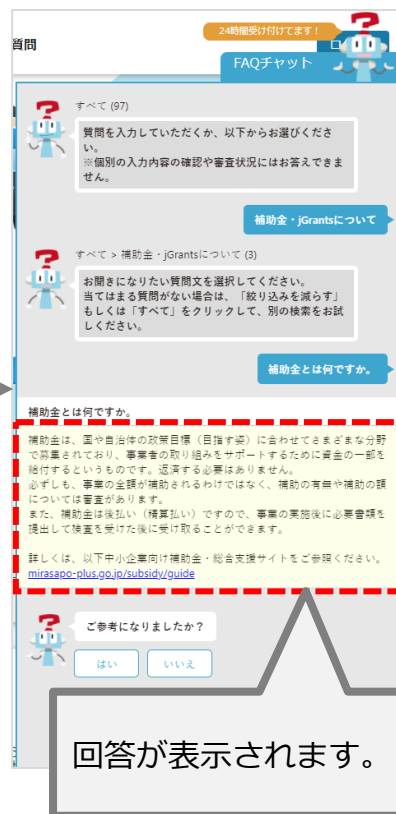 質問
24時間受け付けてます!
FAQチャット
すべて (97)
質問を入力していただくか、以下からお選びくださ
い。
※個別の入力内容の確認や審査状況にはお答えできま
せん。
補助金・jGrantsについて
すべて > 補助金・jGrantsについて (3)
お聞きになりたい質問文を選択してください。
当てはまる質問がない場合は、「絞り込みを減らす」
もしくは「すべて」をクリックして、別の検索をお試
しください。
補助金とは何ですか。
補助金とは何ですか。
補助金は、国や自治体の政策目標（目指す姿）に合わせてさまざまな分野
で募集されており、事業者の取り組みをサポートするために資金の一部を
給付するというものです。返済する必要はありません。
必ずしも、事業の全額が補助されるわけではなく、補助の有無や補助の額
については審査があります。
また、補助金は後払い（精算払い）ですので、事業の実施後に必要書類を
提出して検査を受けた後に受け取ることができます。
詳しくは、以下中小企業向け補助金・総合支援サイトをご参照ください。
mirasapo-plus.go.jp/subsidy/guide
ご参考になりましたか？
はい
いいえ
回答が表示されます。